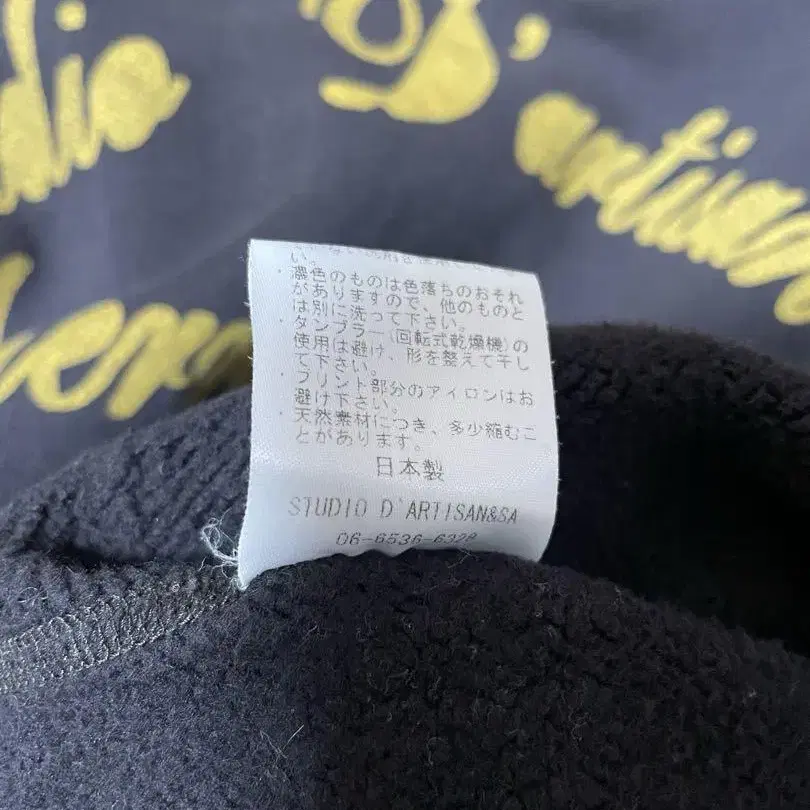 dio
D'
artisan
い。
・濃色のものは色落ちのおそれ
がありますので、他のものと
は別に洗って下さい。
・タンブラー(回転式乾燥機)の
使用は避け、形を整えて干し
て下さい。
・プリント部分のアイロンはお
避け下さい。
・天然素材につき、多少縮むこ
とがあります。
日本製
STUDIO D'ARTISAN&SA
06-6536-6328